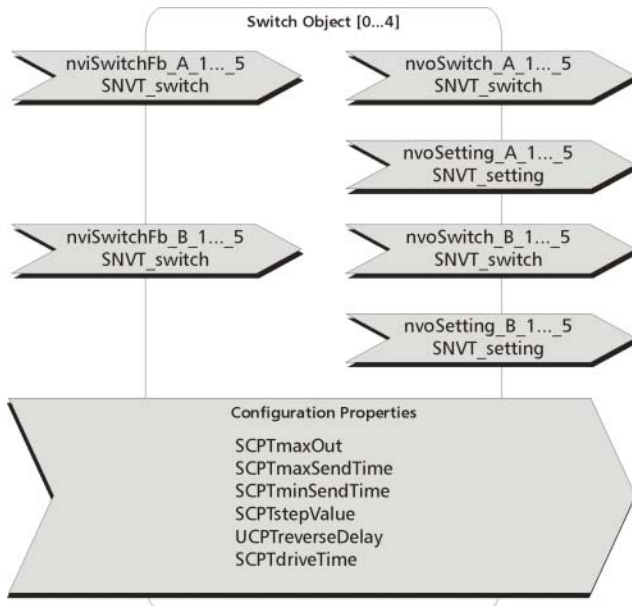 Switch Object [0...4]
nviSwitchFb_A_1..._5
SNVT_switch
nvoSwitch_A_1..._5
SNVT_switch
nvoSetting_A_1..._5
SNVT_setting
nviSwitchFb_B_1..._5
SNVT_switch
nvoSwitch_B_1..._5
SNVT_switch
nvoSetting_B_1..._5
SNVT_setting
Configuration Properties
SCPTmaxOut
SCPTmaxSendTime
SCPTminSendTime
SCPTstepValue
UCPTreverseDelay
SCPTdriveTime